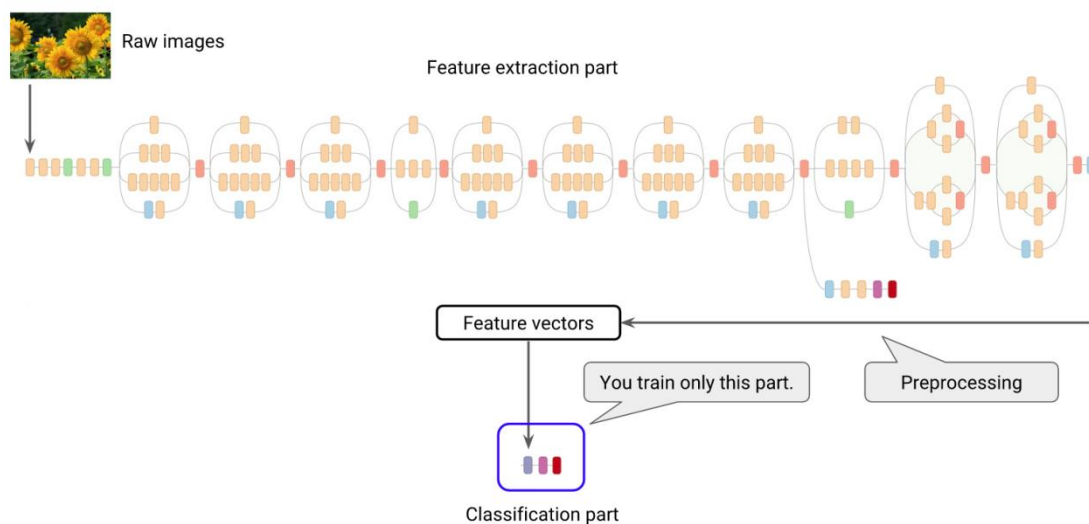 Raw images
Feature extraction part
Feature vectors
You train only this part.
Preprocessing
Classification part